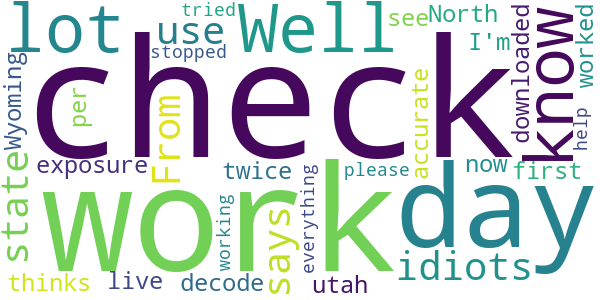 tried
lot
use
Well
see
North
I'm
stopped
check
know
downloaded
worked
Wyoming
per
From
accurate
help
state
exposure
twice
now
first
work
says
everything
please
day
working
idiots
thinks
live
decode
utah